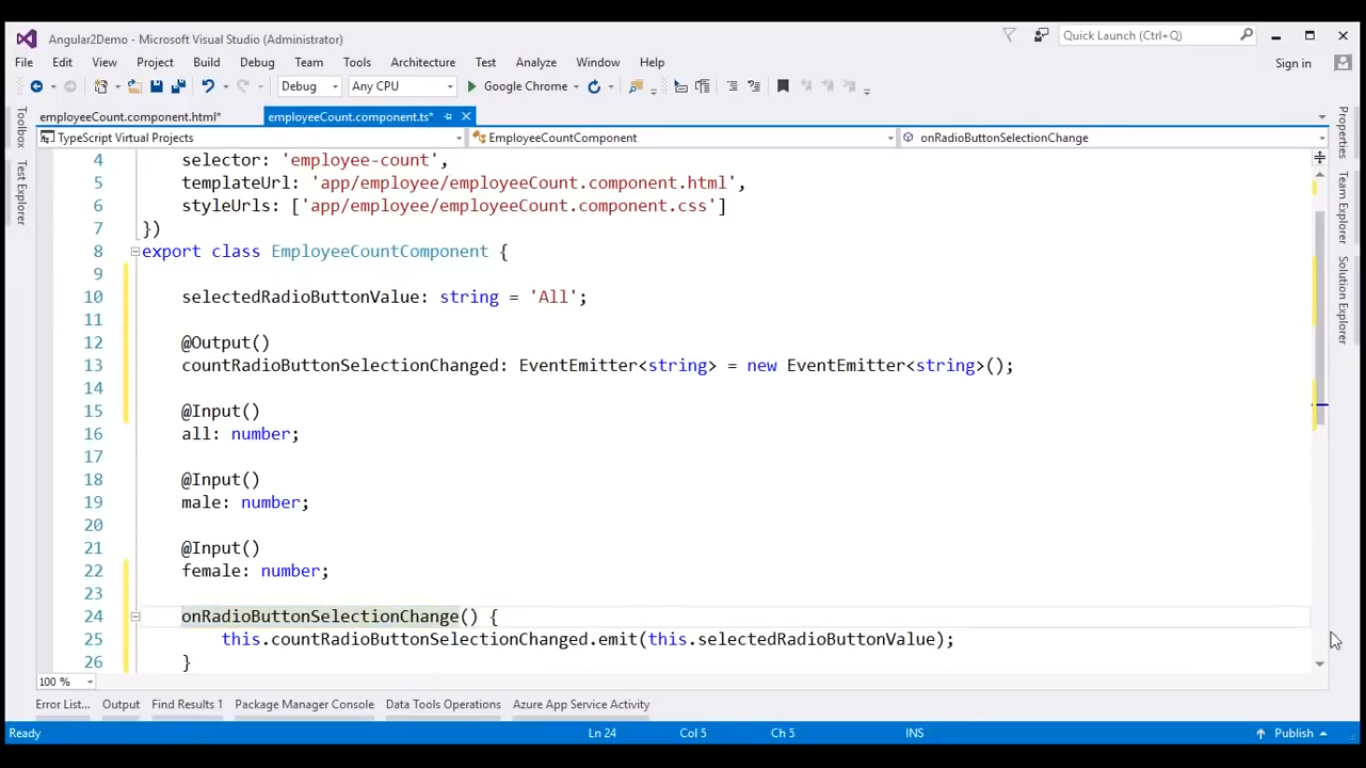 Angular2Demo - Microsoft Visual Studio (Administrator)
Quick Launch (Ctrl+Q)
File Edit View Project Build Debug Team Tools Architecture Test Analyze Window Help
Sign in
Debug Any CPU Google Chrome
employeeCount.component.html* employeeCount.component.ts*
TypeScript Virtual Projects EmployeeCountComponent onRadioButtonSelectionChange
Toolbox
Test Explorer
Properties
Team Explorer
Solution Explorer
4 selector: 'employee-count',
5 templateUrl: 'app/employee/employeeCount.component.html',
6 styleUrls: ['app/employee/employeeCount.component.css']
7 })
8 export class EmployeeCountComponent {
9
10 selectedRadioButtonValue: string = 'All';
11
12 @Output()
13 countRadioButtonSelectionChanged: EventEmitter<string> = new EventEmitter<string>();
14
15 @Input()
16 all: number;
17
18 @Input()
19 male: number;
20
21 @Input()
22 female: number;
23
24 onRadioButtonSelectionChange() {
25 this.countRadioButtonSelectionChanged.emit(this.selectedRadioButtonValue);
26 }
100 %
Error List... Output Find Results 1 Package Manager Console Data Tools Operations Azure App Service Activity
Ready Ln 24 Col 5 Ch 5 INS Publish